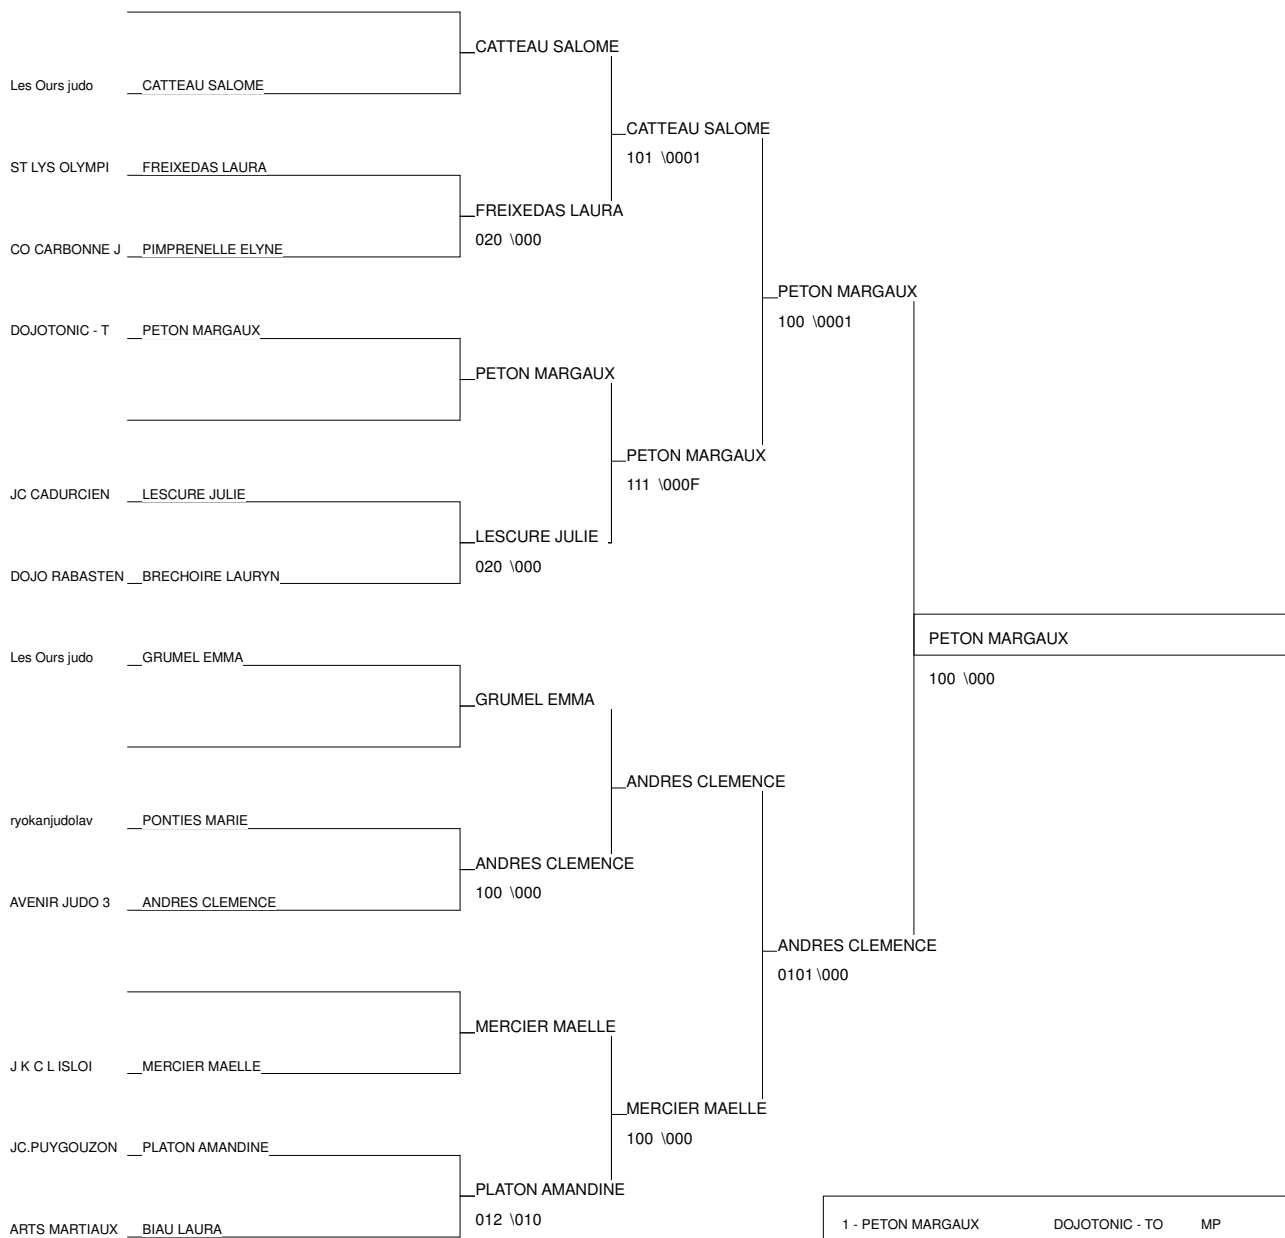 CATTEAU SALOME
Les Ours judo CATTEAU SALOME
CATTEAU SALOME
101 \0001
ST LYS OLYMPI FREIXEDAS LAURA
FREIXEDAS LAURA
020 \000
CO CARBONNE J PIMPRENELLE ELYNE
PETON MARGAUX
100 \0001
DOJOTONIC - T PETON MARGAUX
PETON MARGAUX
PETON MARGAUX
111 \000F
JC CADURCIEN LESCURE JULIE
LESCURE JULIE
020 \000
DOJO RABASTEN BRECHOIRE LAURYN
PETON MARGAUX
100 \000
Les Ours judo GRUMEL EMMA
GRUMEL EMMA
ANDRES CLEMENCE
ryokanjudolav PONTIES MARIE
ANDRES CLEMENCE
100 \000
AVENIR JUDO 3 ANDRES CLEMENCE
ANDRES CLEMENCE
0101 \000
MERCIER MAELLE
J K C L ISLOI MERCIER MAELLE
MERCIER MAELLE
100 \000
JC.PUYGOUZON PLATON AMANDINE
PLATON AMANDINE
012 \010
ARTS MARTIAUX BIAU LAURA
1 - PETON MARGAUX DOJOTONIC - TO MP